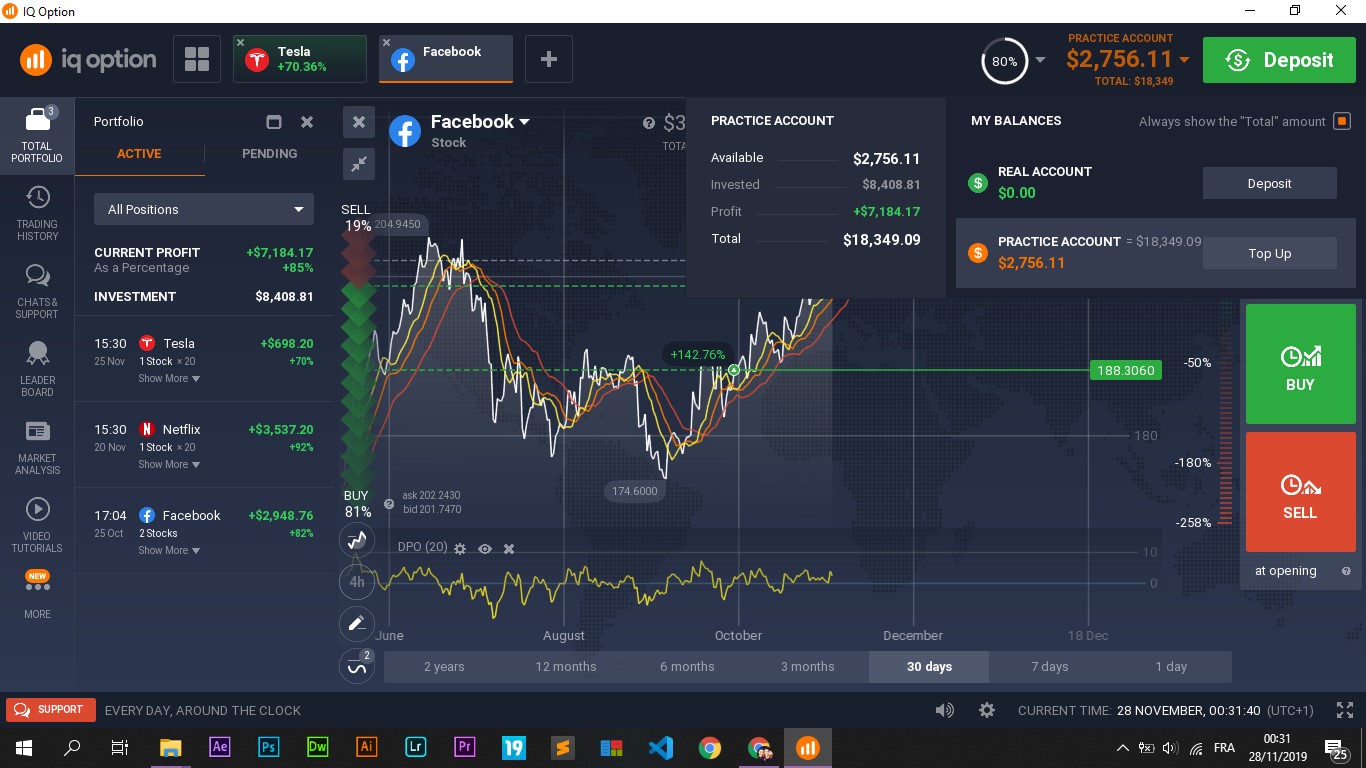 IQ Option
iq option
Tesla
+70.36%
Facebook
80%
PRACTICE ACCOUNT
$2,756.11
TOTAL: $18,349
Deposit
3
TOTAL
PORTFOLIO
TRADING
HISTORY
CHATS &
SUPPORT
LEADER
BOARD
MARKET
ANALYSIS
VIDEO
TUTORIALS
NEW
MORE
Portfolio
ACTIVE
PENDING
All Positions
CURRENT PROFIT +$7,184.17
As a Percentage +85%
INVESTMENT $8,408.81
15:30 Tesla +$698.20
25 Nov 1 Stock × 20 +70%
Show More
15:30 Netflix +$3,537.20
20 Nov 1 Stock × 20 +92%
Show More
17:04 Facebook +$2,948.76
25 Oct 2 Stocks +82%
Show More
Facebook
Stock
$3
TOTA
SELL
19%
204.9450
BUY
81%
ask 202.2430
bid 201.7470
174.6000
+142.76%
188.3060
180
DPO (20)
10
0
4h
2
June August October December 18 Dec
2 years 12 months 6 months 3 months 30 days 7 days 1 day
PRACTICE ACCOUNT
Available $2,756.11
Invested $8,408.81
Profit +$7,184.17
Total $18,349.09
MY BALANCES
Always show the "Total" amount
REAL ACCOUNT
$0.00
Deposit
PRACTICE ACCOUNT = $18,349.09
$2,756.11
Top Up
-50%
-180%
-258%
BUY
SELL
at opening
SUPPORT
EVERY DAY, AROUND THE CLOCK
CURRENT TIME: 28 NOVEMBER, 00:31:40 (UTC+1)
Ae
Ps
Dw
Ai
Lr
Pr
19
FRA
00:31
28/11/2019
25